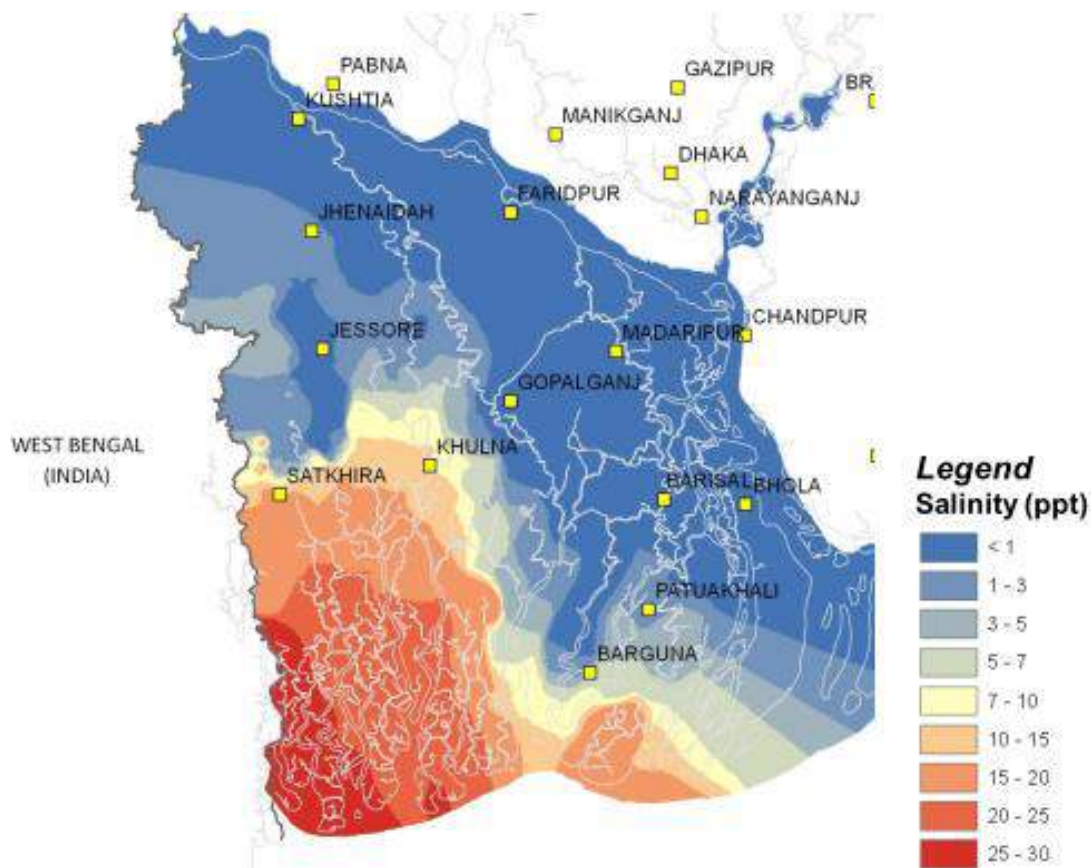 PABNA
GAZIPUR
BR
KUSHTIA
MANIKGANJ
DHAKA
FARIDPUR
NARAYANGANJ
JHENAIDAH
CHANDPUR
JESSORE
MADARIPUR
GOPALGANJ
WEST BENGAL
(INDIA)
KHULNA
SATKHIRA
BARISAL
BHOLA
PATUAKHALI
BARGUNA
Legend
Salinity (ppt)
< 1
1 - 3
3 - 5
5 - 7
7 - 10
10 - 15
15 - 20
20 - 25
25 - 30